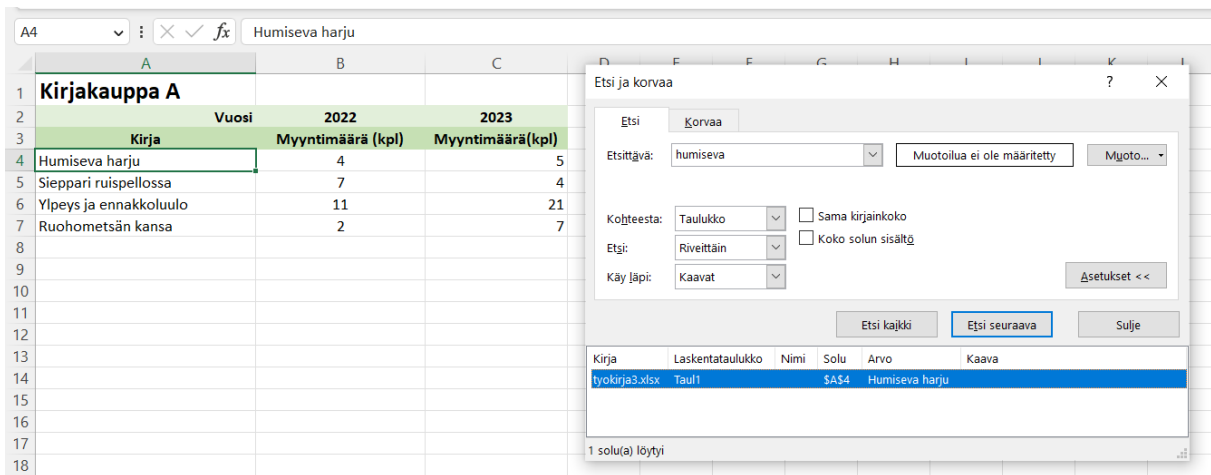 A4 fx Humiseva harju
A B C D E F G H I J K L
1 Kirjakauppa A
2 Vuosi 2022 2023
3 Kirja Myyntimäärä (kpl) Myyntimäärä(kpl)
4 Humiseva harju 4 5
5 Sieppari ruispellossa 7 4
6 Ylpeys ja ennakkoluulo 11 21
7 Ruohometsän kansa 2 7
8
9
10
11
12
13
14
15
16
17
18
Etsi ja korvaa ? ×
Etsi Korvaa
Etsittävä: humiseva Muotoilua ei ole määritetty Muoto...
Kohteesta: Taulukko Sama kirjainkoko
Etsi: Riveittäin Koko solun sisältö
Käy läpi: Kaavat Asetukset <<
Etsi kaikki Etsi seuraava Sulje
Kirja Laskentataulukko Nimi Solu Arvo Kaava
tyokirja3.xlsx Taul1 $A$4 Humiseva harju
1 solu(a) löytyi